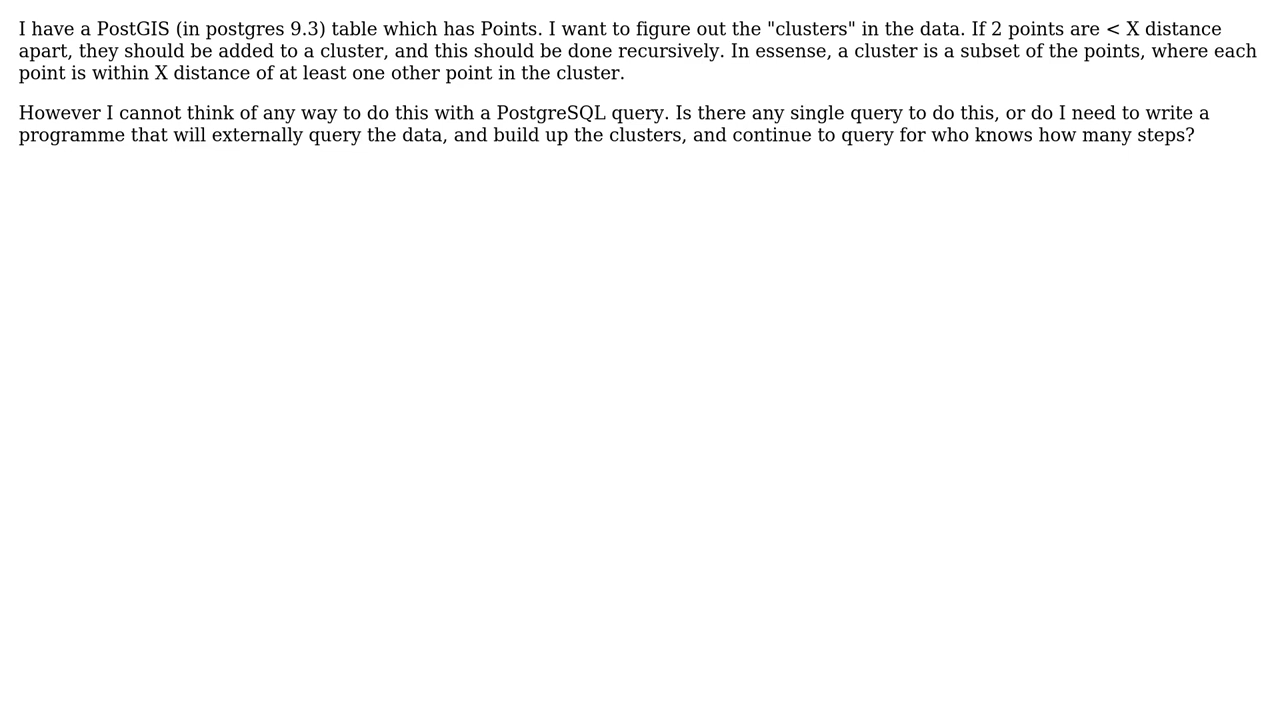 I have a PostGIS (in postgres 9.3) table which has Points. I want to figure out the "clusters" in the data. If 2 points are < X distance
apart, they should be added to a cluster, and this should be done recursively. In essense, a cluster is a subset of the points, where each
point is within X distance of at least one other point in the cluster.
However I cannot think of any way to do this with a PostgreSQL query. Is there any single query to do this, or do I need to write a
programme that will externally query the data, and build up the clusters, and continue to query for who knows how many steps?